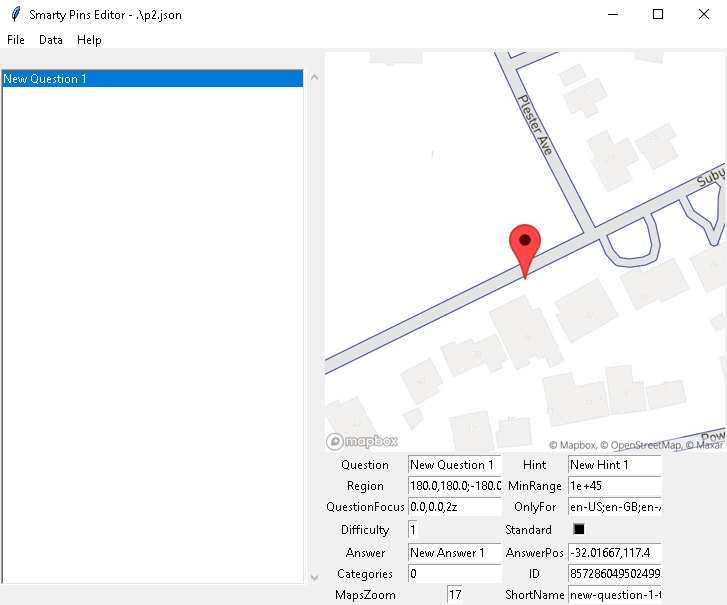 Smarty Pins Editor - .\p2.json
File Data Help
New Question 1
Plester Ave
Subu
1
Pow
mapbox
© Mapbox, © OpenStreetMap, © Maxar
Question New Question 1 Hint New Hint 1
Region 180.0,180.0;-180.0 MinRange 1e+45
QuestionFocus 0.0,0.0,2z OnlyFor en-US;en-GB;en-A
Difficulty 1 Standard
Answer New Answer 1 AnswerPos -32.01667,117.4
Categories 0 ID 857286049502499
MapsZoom 17 ShortName new-question-1-t